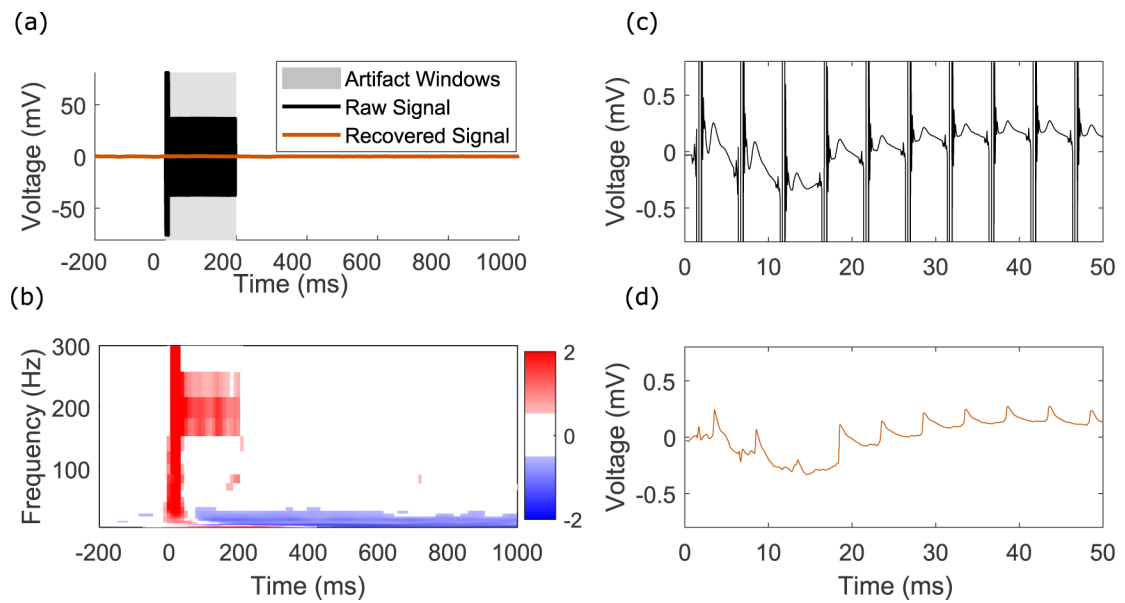 (a)
Voltage (mV)
50
0
-50
Artifact Windows
Raw Signal
Recovered Signal
-200 0 200 400 600 800 1000
Time (ms)
(b)
Frequency (Hz)
300
200
100
2
0
-2
-200 0 200 400 600 800 1000
Time (ms)
(c)
Voltage (mV)
0.5
0
-0.5
0 10 20 30 40 50
(d)
Voltage (mV)
0.5
0
-0.5
0 10 20 30 40 50
Time (ms)